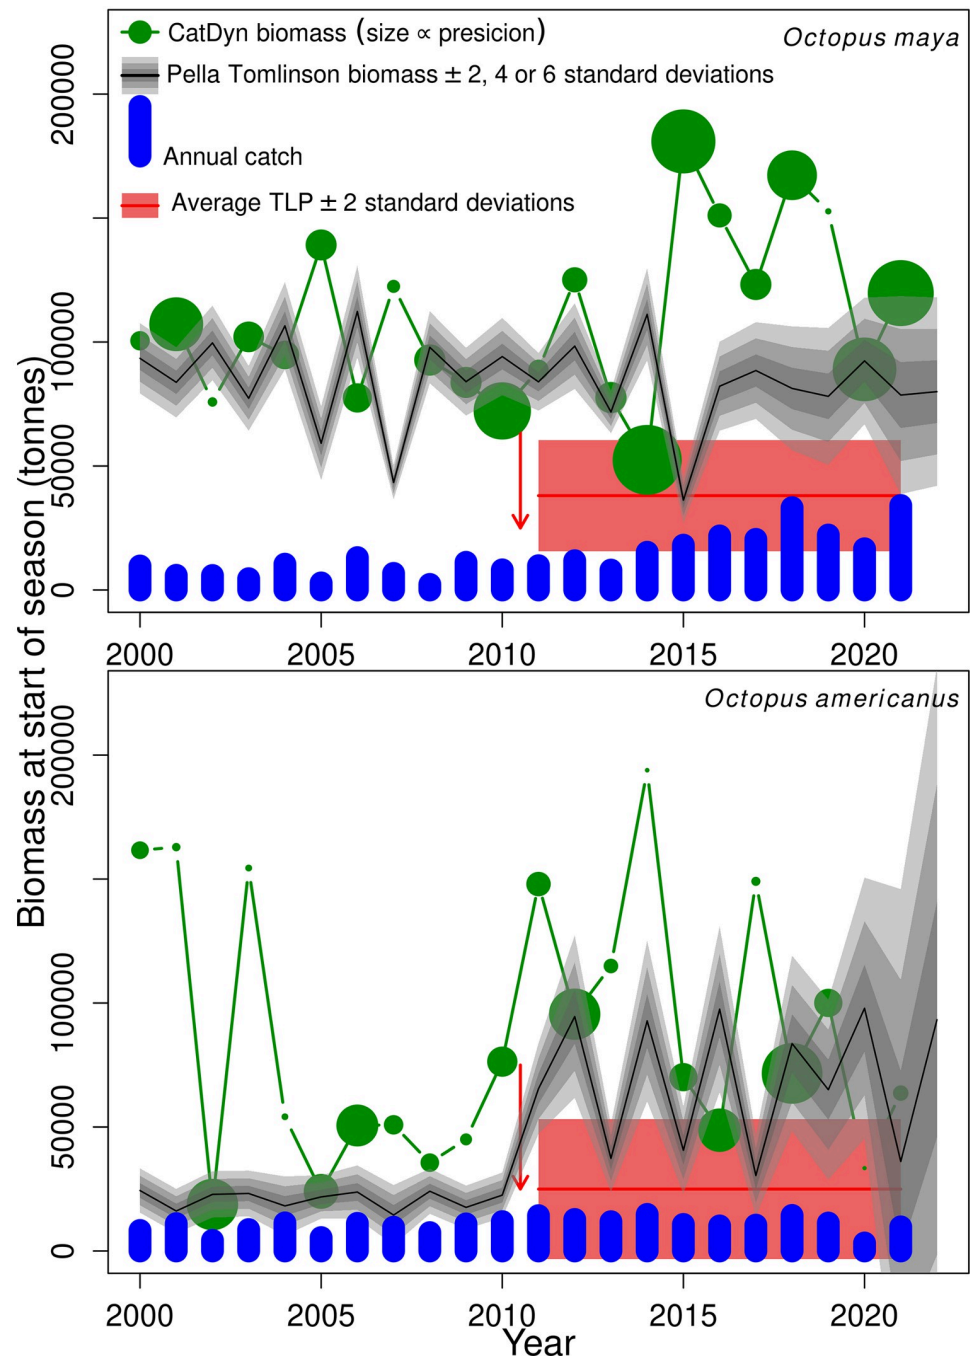 CatDyn biomass (size ∝ presicion)
Octopus maya
Pella Tomlinson biomass ± 2, 4 or 6 standard deviations
Annual catch
Average TLP ± 2 standard deviations
200000
100000
50000
0
2000 2005 2010 2015 2020
Biomass at start of season (tonnes)
Octopus americanus
200000
100000
50000
0
2000 2005 2010 2015 2020
Year